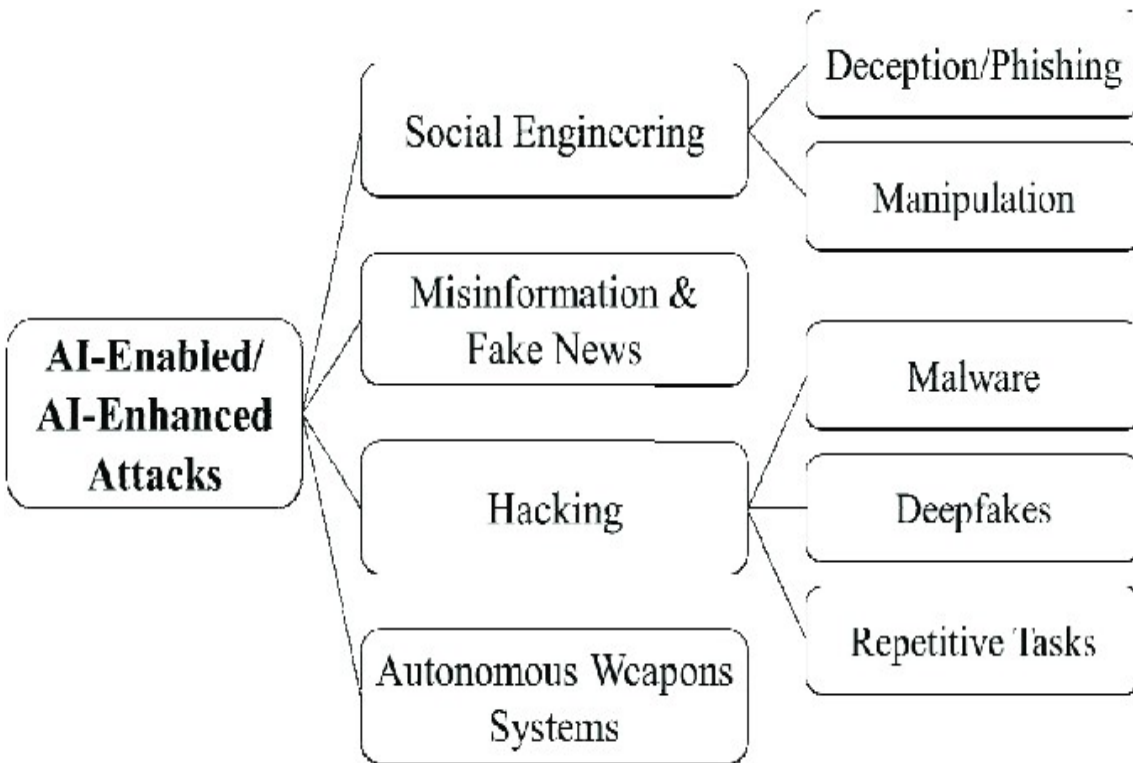 AI-Enabled/
AI-Enhanced
Attacks
Social Engineering
Misinformation &
Fake News
Hacking
Autonomous Weapons
Systems
Deception/Phishing
Manipulation
Malware
Deepfakes
Repetitive Tasks